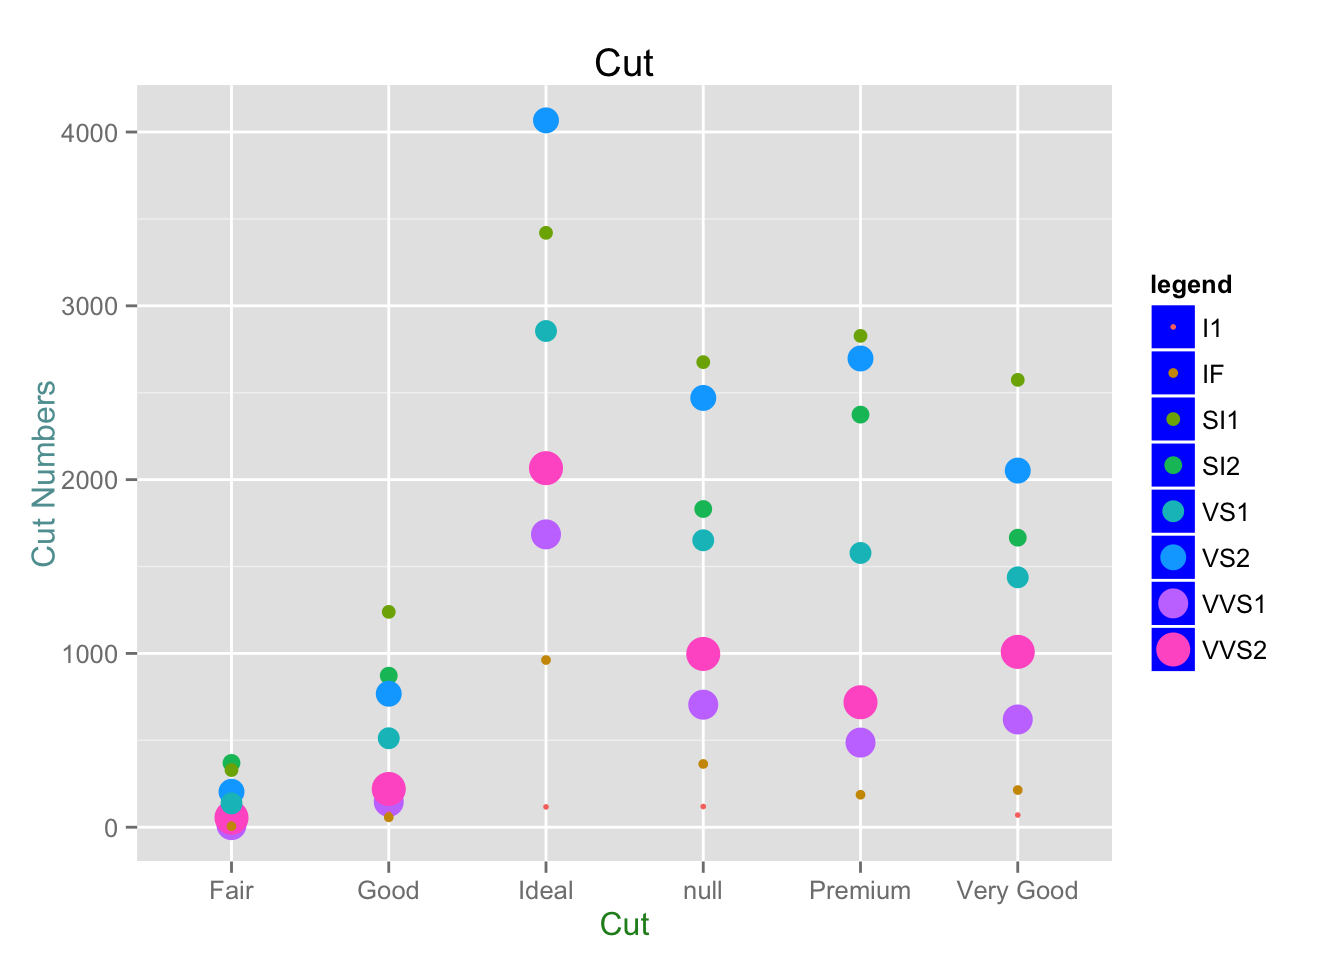 Cut
4000
3000
2000
1000
0
Cut Numbers
Fair
Good
Ideal
null
Premium
Very Good
Cut
legend
I1
IF
SI1
SI2
VS1
VS2
VVS1
VVS2